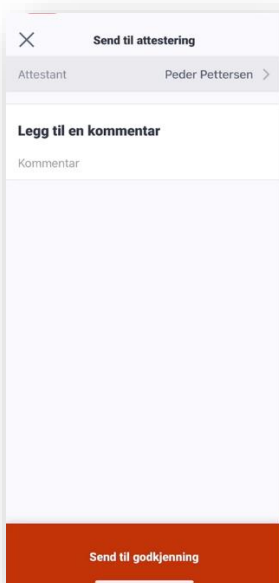 Send til attestering
Attestant Peder Pettersen
Legg til en kommentar
Kommentar
Send til godkjenning